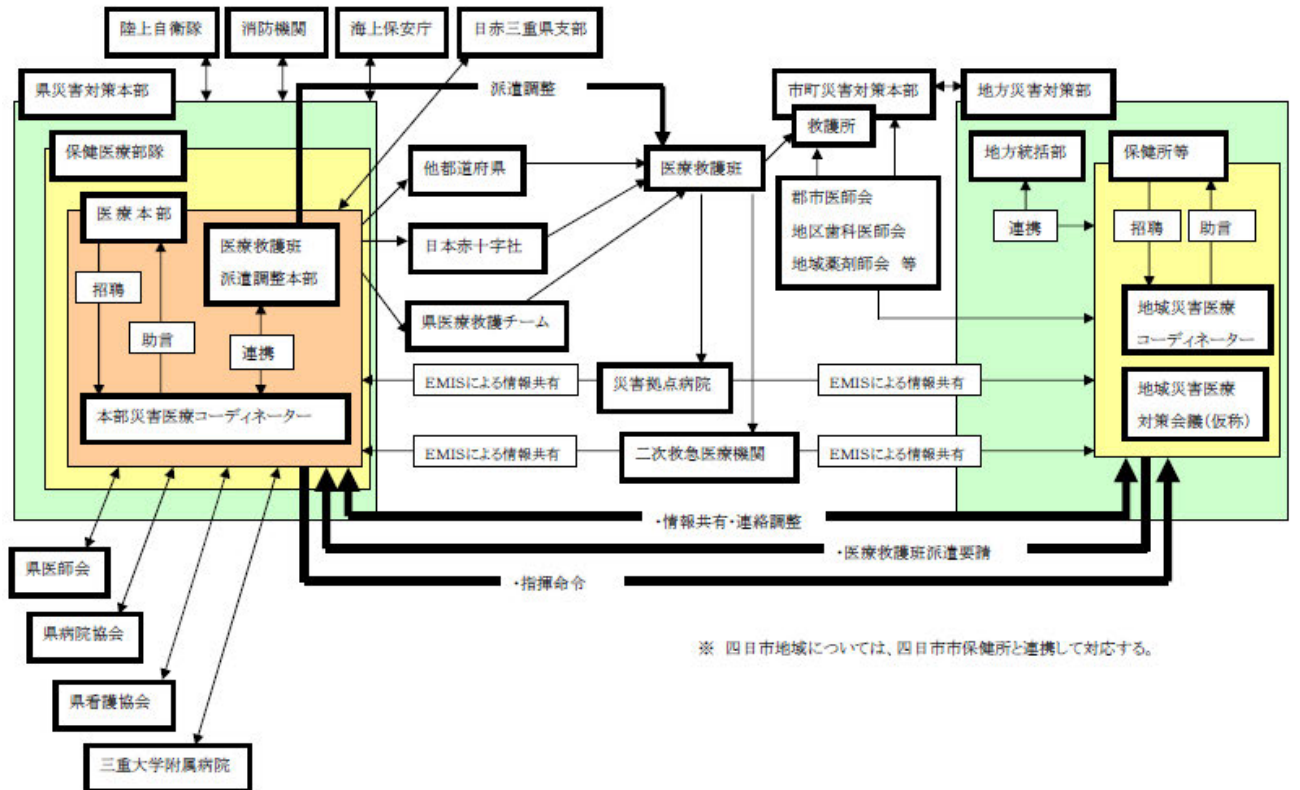 陸上自衛隊
消防機関
海上保安庁
日赤三重県支部
県災害対策本部
派遣調整
市町災害対策本部
地方災害対策部
救護所
保健医療部隊
他都道府県
医療救護班
地方統括部
保健所等
医療本部
医療救護班
派遣調整本部
日本赤十字社
郡市医師会
地区歯科医師会
地域薬剤師会 等
連携
招聘
助言
招聘
助言
連携
県医療救護チーム
地域災害医療
コーディネーター
EMISによる情報共有
災害拠点病院
EMISによる情報共有
本部災害医療コーディネーター
地域災害医療
対策会議(仮称)
EMISによる情報共有
二次救急医療機関
EMISによる情報共有
・情報共有・連絡調整
・医療救護班派遣要請
・指揮命令
県医師会
県病院協会
県看護協会
三重大学附属病院
※ 四日市地域については、四日市市保健所と連携して対応する。